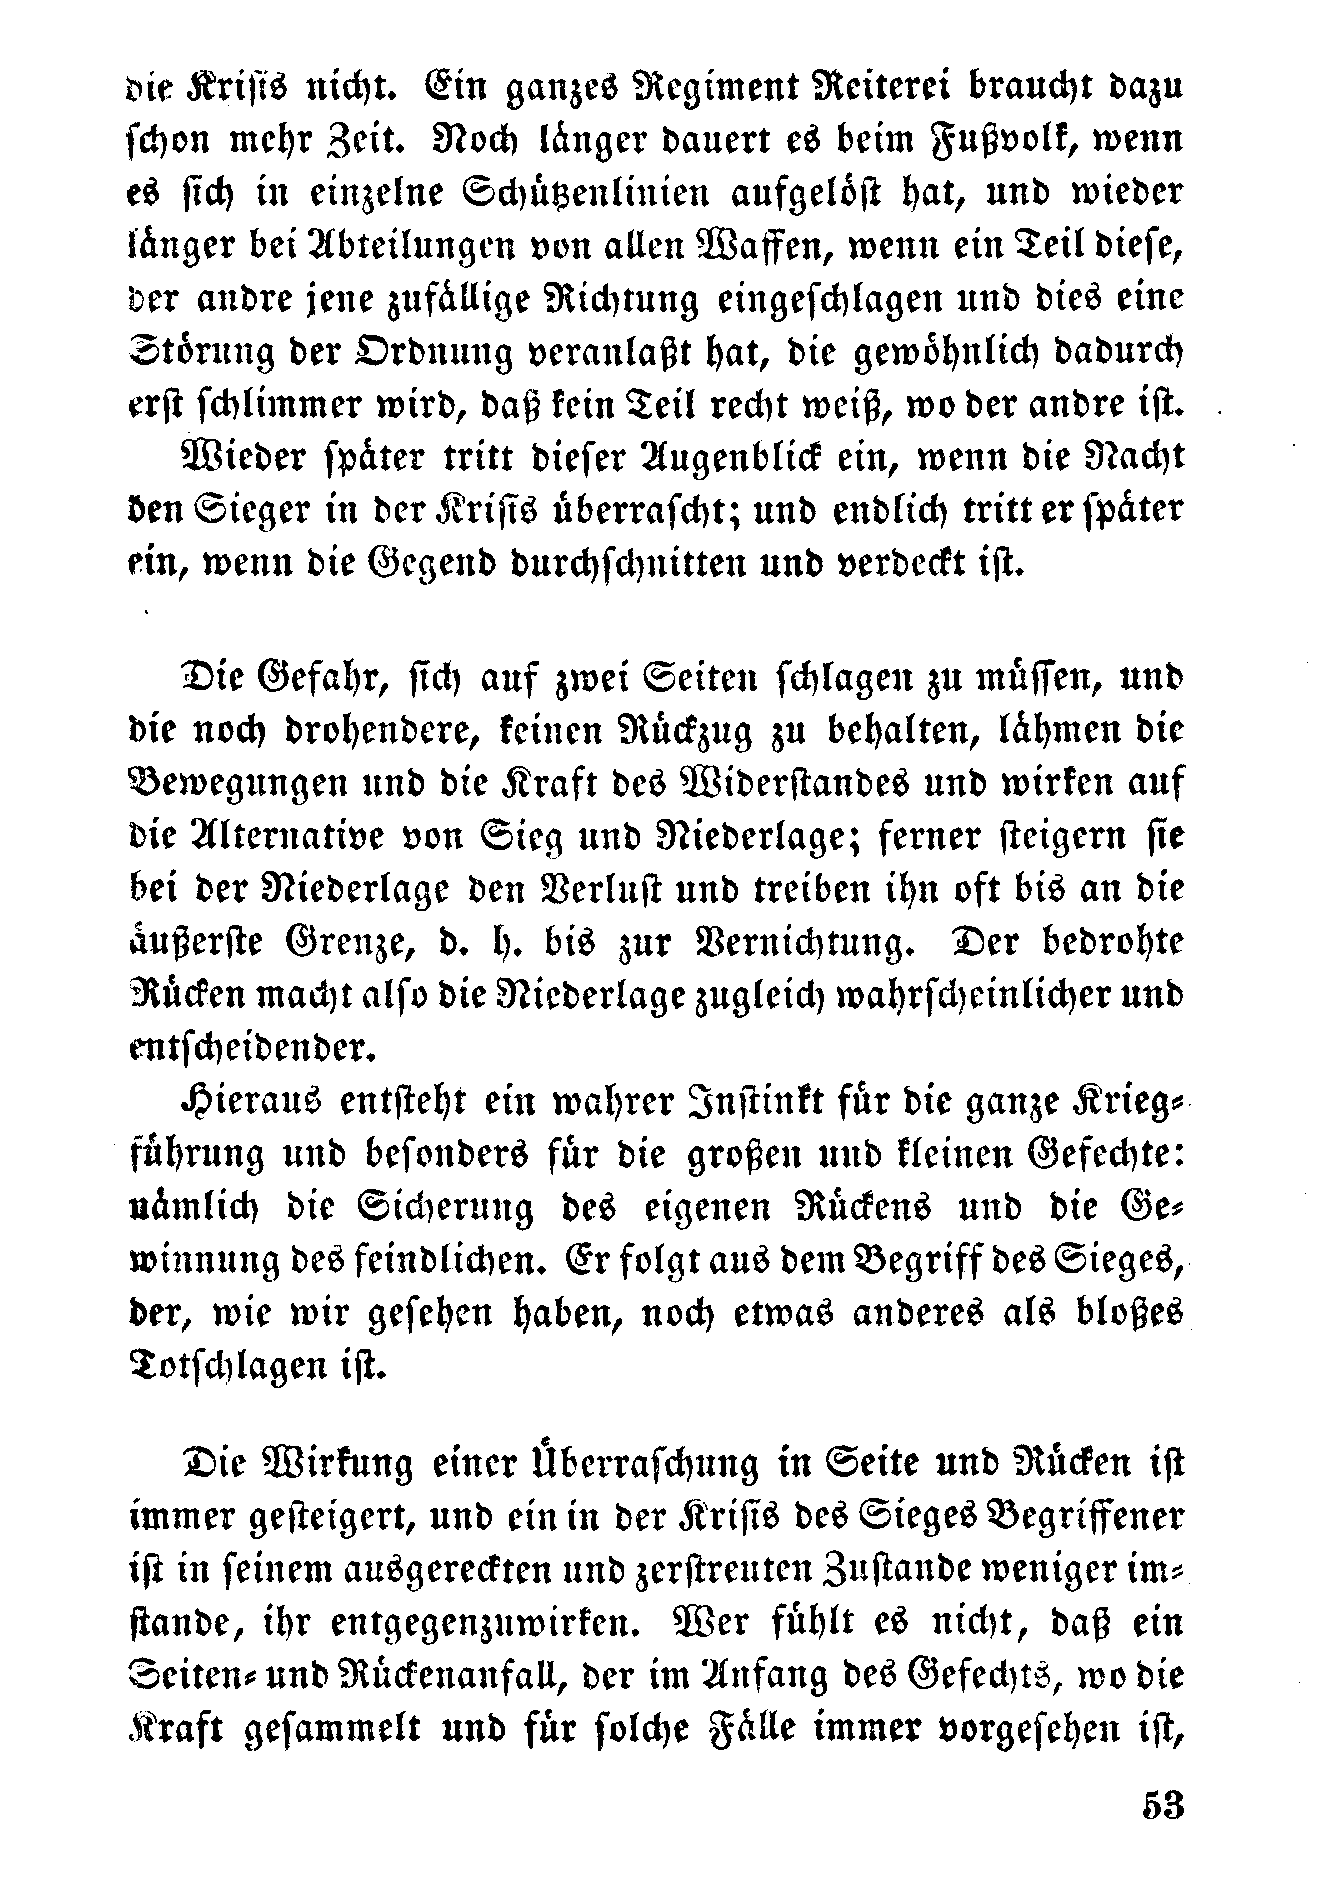 die Krisis nicht. Ein ganzes Regiment Reiterei braucht dazu
schon mehr Zeit. Noch länger dauert es beim Fußvolk, wenn
es sich in einzelne Schützenlinien aufgelöst hat, und wieder
länger bei Abteilungen von allen Waffen, wenn ein Teil diese,
der andre jene zufällige Richtung eingeschlagen und dies eine
Störung der Ordnung veranlaßt hat, die gewöhnlich dadurch
erst schlimmer wird, daß kein Teil recht weiß, wo der andre ist.
Wieder später tritt dieser Augenblick ein, wenn die Nacht
den Sieger in der Krisis überrascht; und endlich tritt er später
ein, wenn die Gegend durchschnitten und verdeckt ist.
Die Gefahr, sich auf zwei Seiten schlagen zu müssen, und
die noch drohendere, keinen Rückzug zu behalten, lähmen die
Bewegungen und die Kraft des Widerstandes und wirken auf
die Alternative von Sieg und Niederlage; ferner steigern sie
bei der Niederlage den Verlust und treiben ihn oft bis an die
äußerste Grenze, d. h. bis zur Vernichtung. Der bedrohte
Rücken macht also die Niederlage zugleich wahrscheinlicher und
entscheidender.
Hieraus entsteht ein wahrer Instinkt für die ganze Krieg-
führung und besonders für die großen und kleinen Gefechte:
nämlich die Sicherung des eigenen Rückens und die Ge-
winnung des feindlichen. Er folgt aus dem Begriff des Sieges,
der, wie wir gesehen haben, noch etwas anderes als bloßes
Totschlagen ist.
Die Wirkung einer Überraschung in Seite und Rücken ist
immer gesteigert, und ein in der Krisis des Sieges Begriffener
ist in seinem ausgereckten und zerstreuten Zustande weniger im-
stande, ihr entgegenzuwirken. Wer fühlt es nicht, daß ein
Seiten- und Rückenanfall, der im Anfang des Gefechts, wo die
Kraft gesammelt und für solche Fälle immer vorgesehen ist,
53